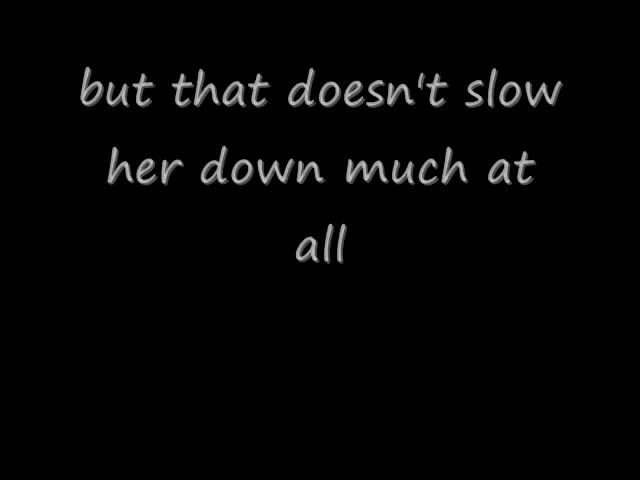 but that doesn't slow
her down much at
all